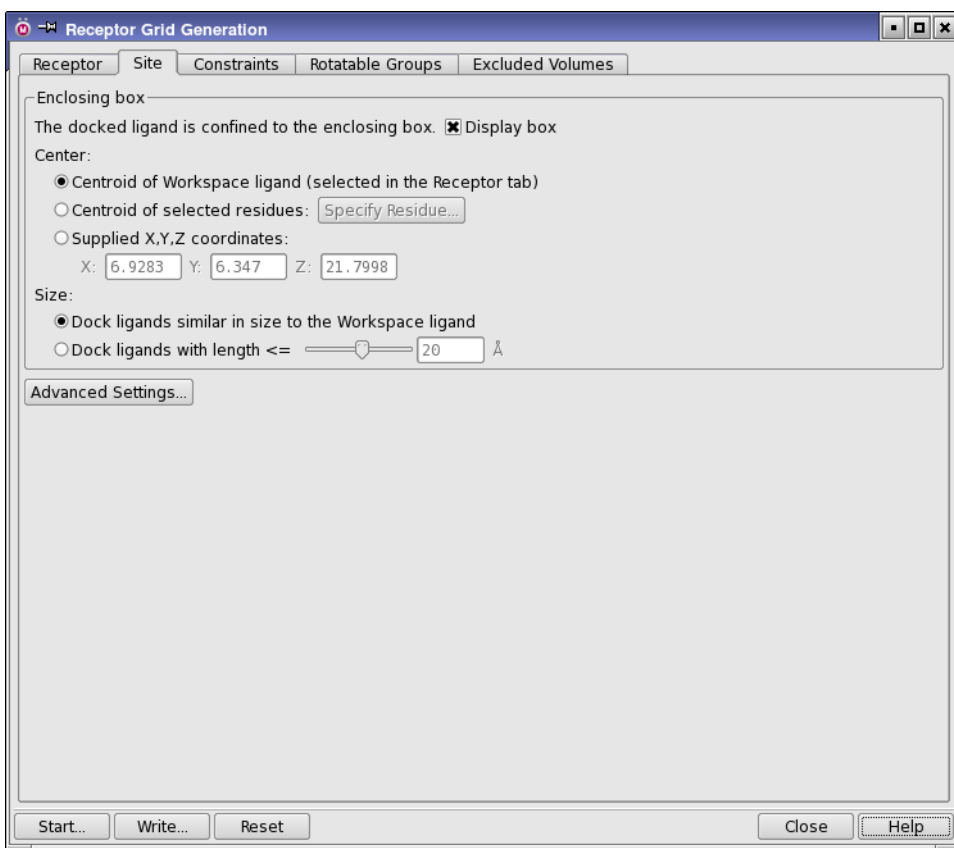 Receptor Grid Generation
Receptor Site Constraints Rotatable Groups Excluded Volumes
Enclosing box
The docked ligand is confined to the enclosing box. Display box
Center:
Centroid of Workspace ligand (selected in the Receptor tab)
Centroid of selected residues: Specify Residue...
Supplied X,Y,Z coordinates:
X: 6.9283 Y: 6.347 Z: 21.7998
Size:
Dock ligands similar in size to the Workspace ligand
Dock ligands with length <= 20 Å
Advanced Settings...
Start... Write... Reset Close Help